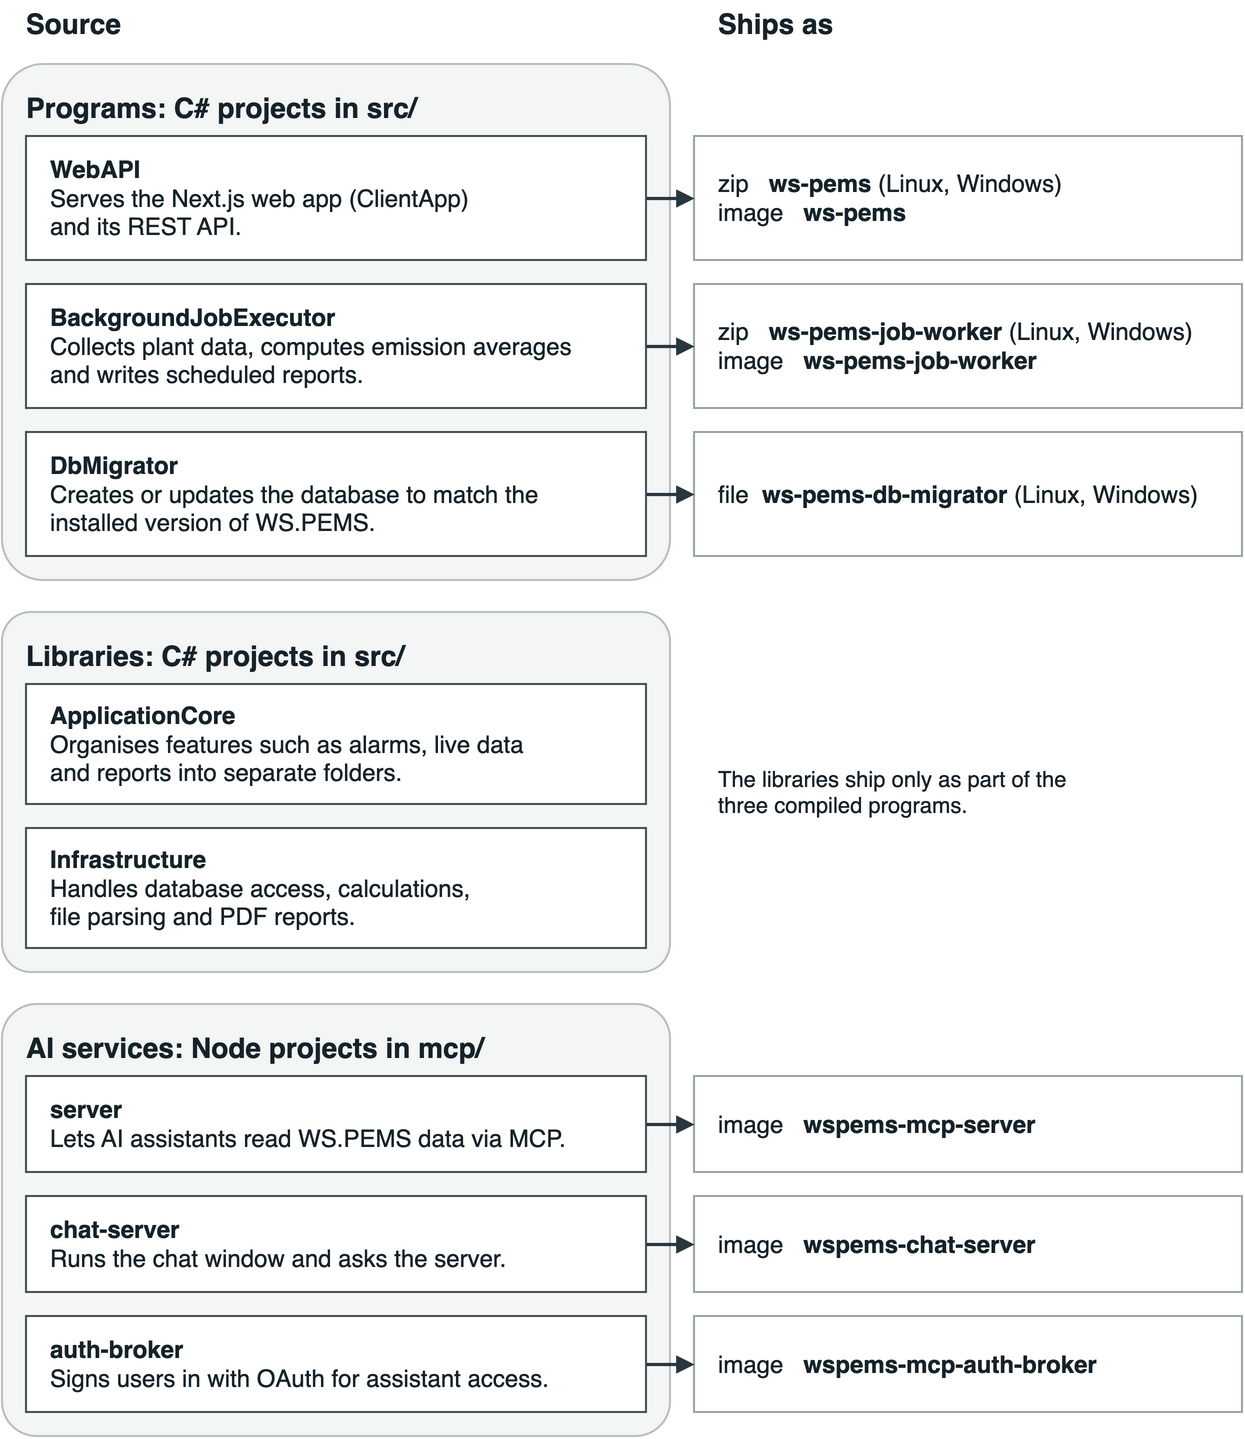 Source
Ships as
Programs: C# projects in src/
WebAPI
Serves the Next.js web app (ClientApp)
and its REST API.
zip ws-pems (Linux, Windows)
image ws-pems
BackgroundJobExecutor
Collects plant data, computes emission averages
and writes scheduled reports.
zip ws-pems-job-worker (Linux, Windows)
image ws-pems-job-worker
DbMigrator
Creates or updates the database to match the
installed version of WS.PEMS.
file ws-pems-db-migrator (Linux, Windows)
Libraries: C# projects in src/
ApplicationCore
Organises features such as alarms, live data
and reports into separate folders.
Infrastructure
Handles database access, calculations,
file parsing and PDF reports.
The libraries ship only as part of the
three compiled programs.
AI services: Node projects in mcp/
server
Lets AI assistants read WS.PEMS data via MCP.
image wspems-mcp-server
chat-server
Runs the chat window and asks the server.
image wspems-chat-server
auth-broker
Signs users in with OAuth for assistant access.
image wspems-mcp-auth-broker